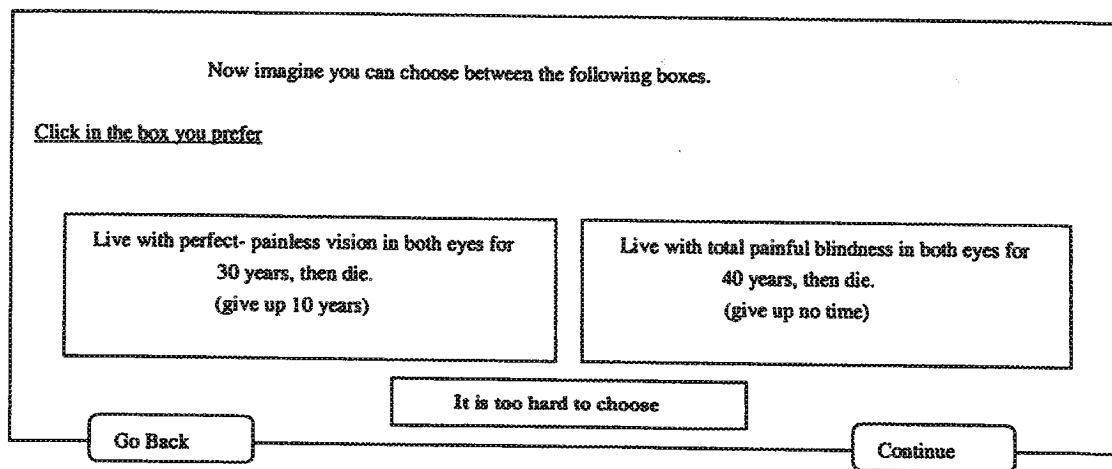 Now imagine you can choose between the following boxes.
Click in the box you prefer
Live with perfect- painless vision in both eyes for
30 years, then die.
(give up 10 years)
Live with total painful blindness in both eyes for
40 years, then die.
(give up no time)
It is too hard to choose
Go Back
Continue